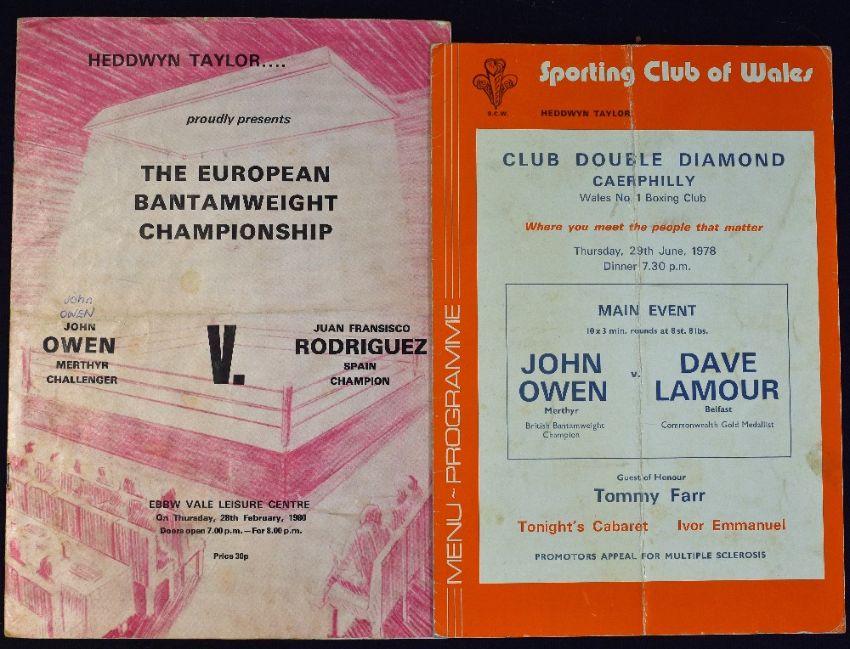 HEDDWYN TAYLOR....
proudly presents
THE EUROPEAN
BANTAMWEIGHT
CHAMPIONSHIP
John
OWEN
JOHN
OWEN
MERTHYR
CHALLENGER
V.
JUAN FRANSISCO
RODRIGUEZ
SPAIN
CHAMPION
EBBW VALE LEISURE CENTRE
On Thursday, 28th February, 1980
Doors open 7.00 p.m. — For 8.00 p.m.
Price 30p
MENU ~ PROGRAMME
S.C.W.
Sporting Club of Wales
HEDDWYN TAYLOR
CLUB DOUBLE DIAMOND
CAERPHILLY
Wales No 1 Boxing Club
Where you meet the people that matter
Thursday, 29th June, 1978
Dinner 7.30 p.m.
MAIN EVENT
10 x 3 min. rounds at 8st. 8lbs.
JOHN
OWEN
Merthyr
British Bantamweight
Champion
v.
DAVE
LAMOUR
Belfast
Commonwealth Gold Medallist
Guest of Honour
Tommy Farr
Tonight's Cabaret Ivor Emmanuel
PROMOTORS APPEAL FOR MULTIPLE SCLEROSIS